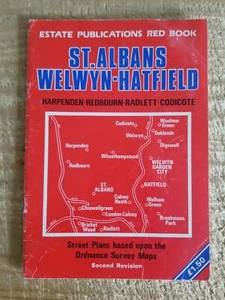 ESTATE PUBLICATIONS RED BOOK
ST.ALBANS
WELWYN-HATFIELD
HARPENDEN·REDBOURN·RADLETT·CODICOTE
Codicote
Woolmer Green
Oaklands
Welwyn
Digswell
Harpenden
Wheathampstead
WELWYN GARDEN CITY
Redbourn
ST ALBANS
HATFIELD
Colney Heath
Welham Green
Chiswellgreen
London Colney
Brookmans Park
Bricket Wood
Radlett
Street Plans based upon the
Ordnance Survey Maps
Second Revision
£1.50